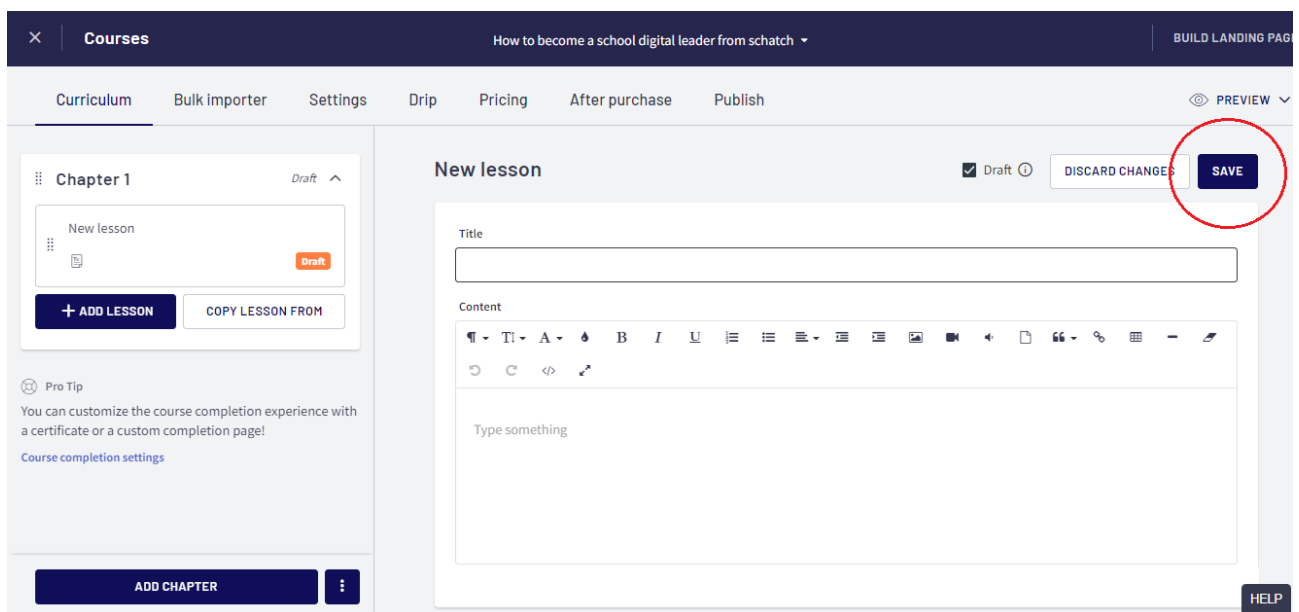 × Courses How to become a school digital leader from schatch BUILD LANDING PAG
Curriculum Bulk importer Settings Drip Pricing After purchase Publish PREVIEW
Chapter 1 Draft
New lesson
Draft
+ ADD LESSON COPY LESSON FROM
Pro Tip
You can customize the course completion experience with
a certificate or a custom completion page!
Course completion settings
ADD CHAPTER
New lesson Draft DISCARD CHANGES SAVE
Title
Content
Type something
HELP